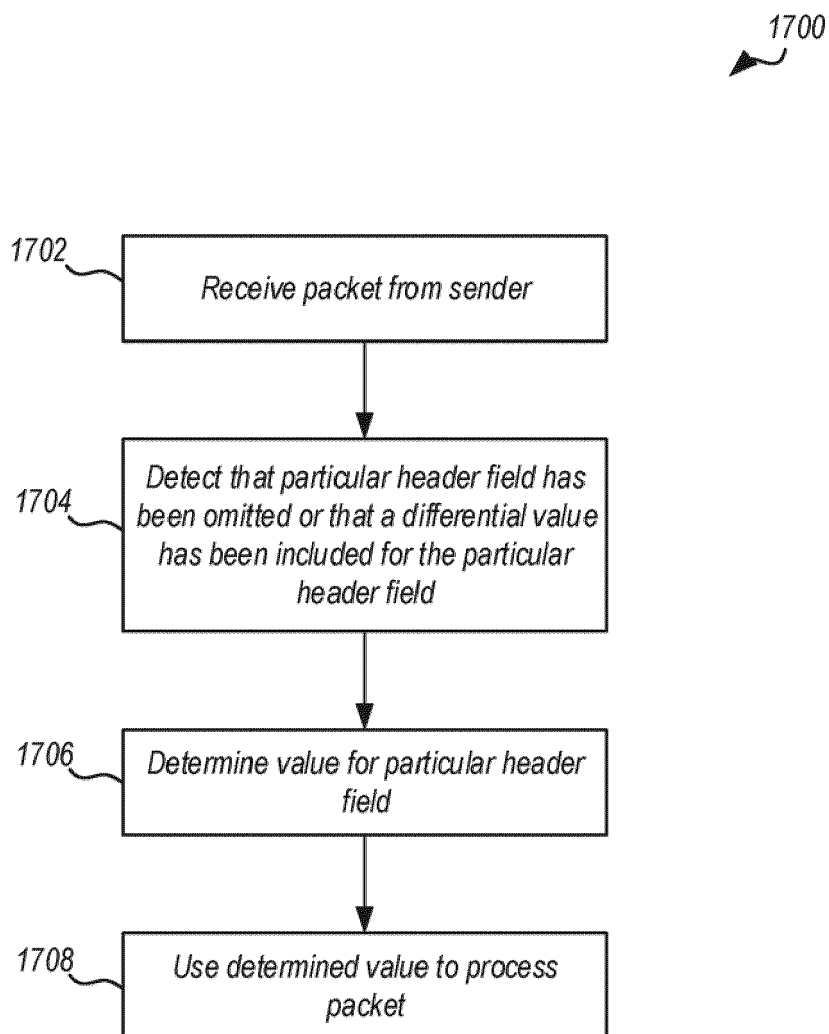 1700
1702
Receive packet from sender
1704
Detect that particular header field has
been omitted or that a differential value
has been included for the particular
header field
1706
Determine value for particular header
field
1708
Use determined value to process
packet